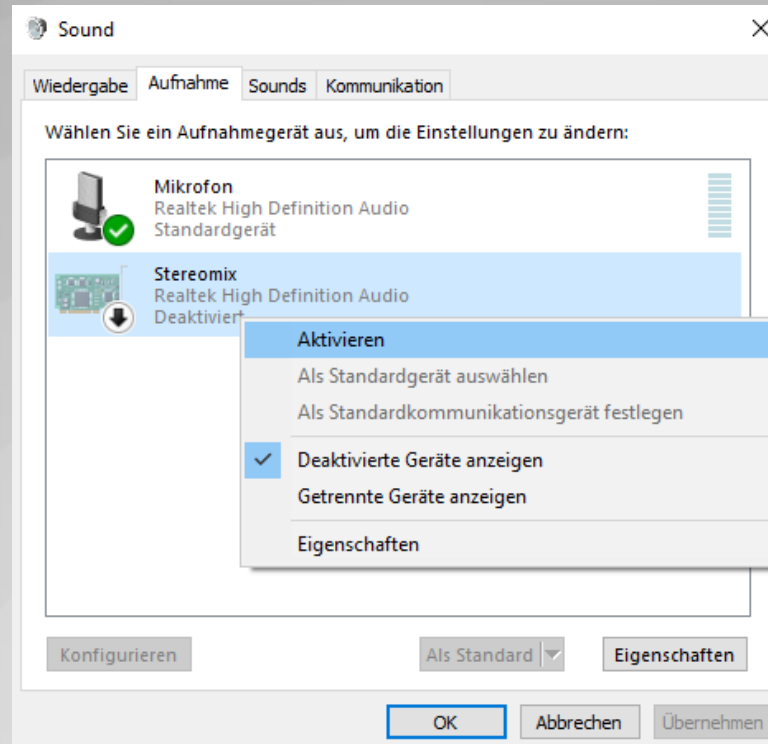 Sound
Wiedergabe Aufnahme Sounds Kommunikation
Wählen Sie ein Aufnahmegerät aus, um die Einstellungen zu ändern:
Mikrofon
Realtek High Definition Audio
Standardgerät
Stereomix
Realtek High Definition Audio
Deaktiviert
Aktivieren
Als Standardgerät auswählen
Als Standardkommunikationsgerät festlegen
Deaktivierte Geräte anzeigen
Getrennte Geräte anzeigen
Eigenschaften
Konfigurieren Als Standard Eigenschaften
OK Abbrechen Übernehmen